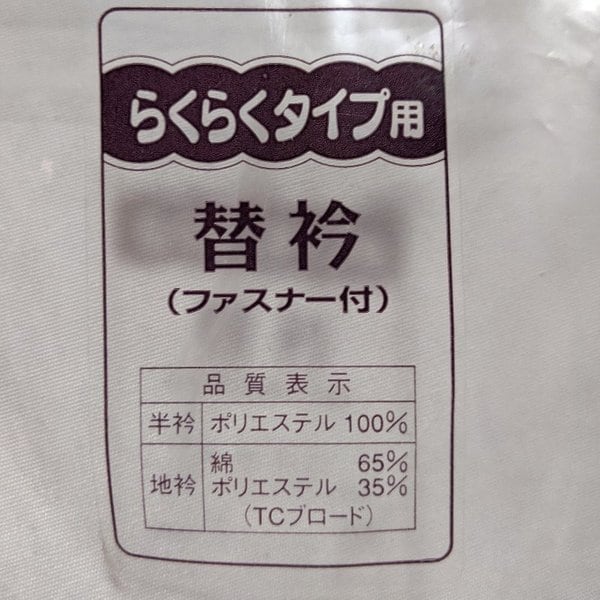 らくらくタイプ用
替衿
(ファスナー付)
品質表示
半衿 ポリエステル 100%
地衿 綿 65%
ポリエステル 35%
(TCブロード)